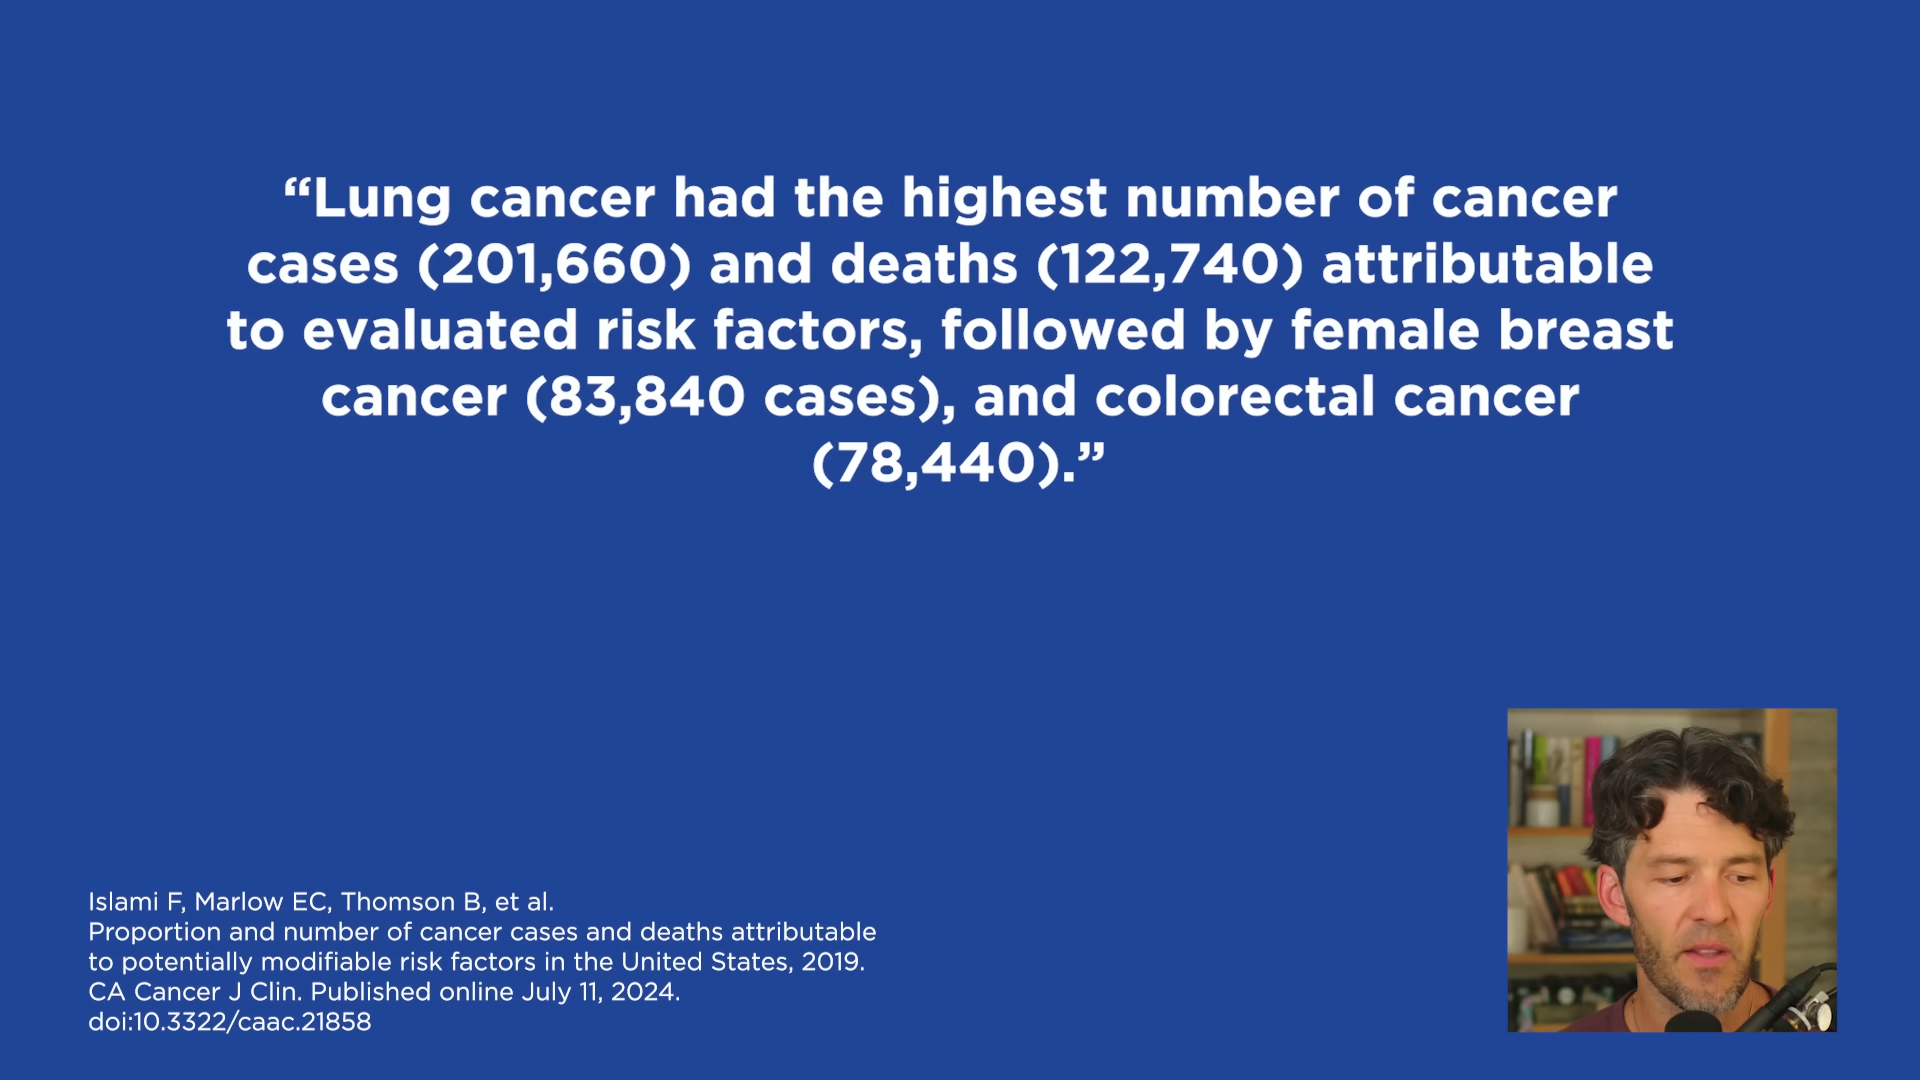 “Lung cancer had the highest number of cancer
cases (201,660) and deaths (122,740) attributable
to evaluated risk factors, followed by female breast
cancer (83,840 cases), and colorectal cancer
(78,440).”
Islami F, Marlow EC, Thomson B, et al.
Proportion and number of cancer cases and deaths attributable
to potentially modifiable risk factors in the United States, 2019.
CA Cancer J Clin. Published online July 11, 2024.
doi:10.3322/caac.21858